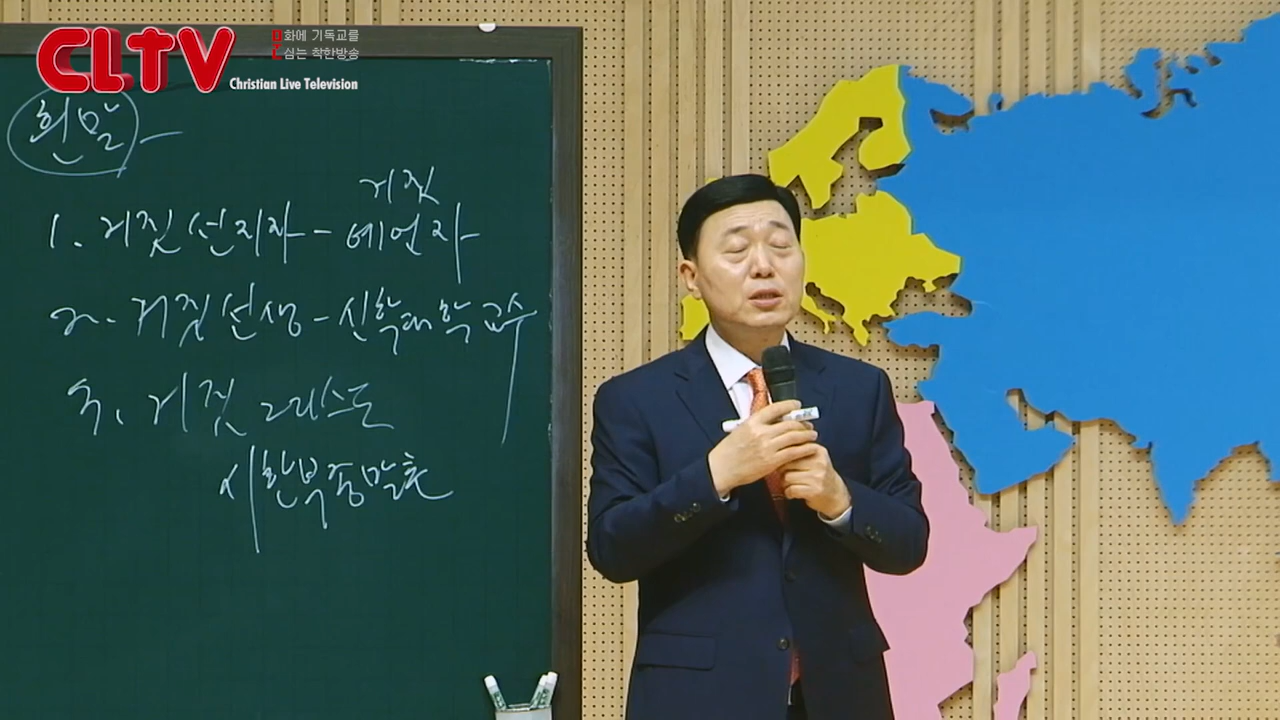 CLTV
문화에 기독교를
심는 착한방송
Christian Live Television
흰말 -
거짓
1. 거짓선지자 - 예언자
2. 거짓선생 - 신학대학교수
3. 거짓 그리스도
시한부종말론